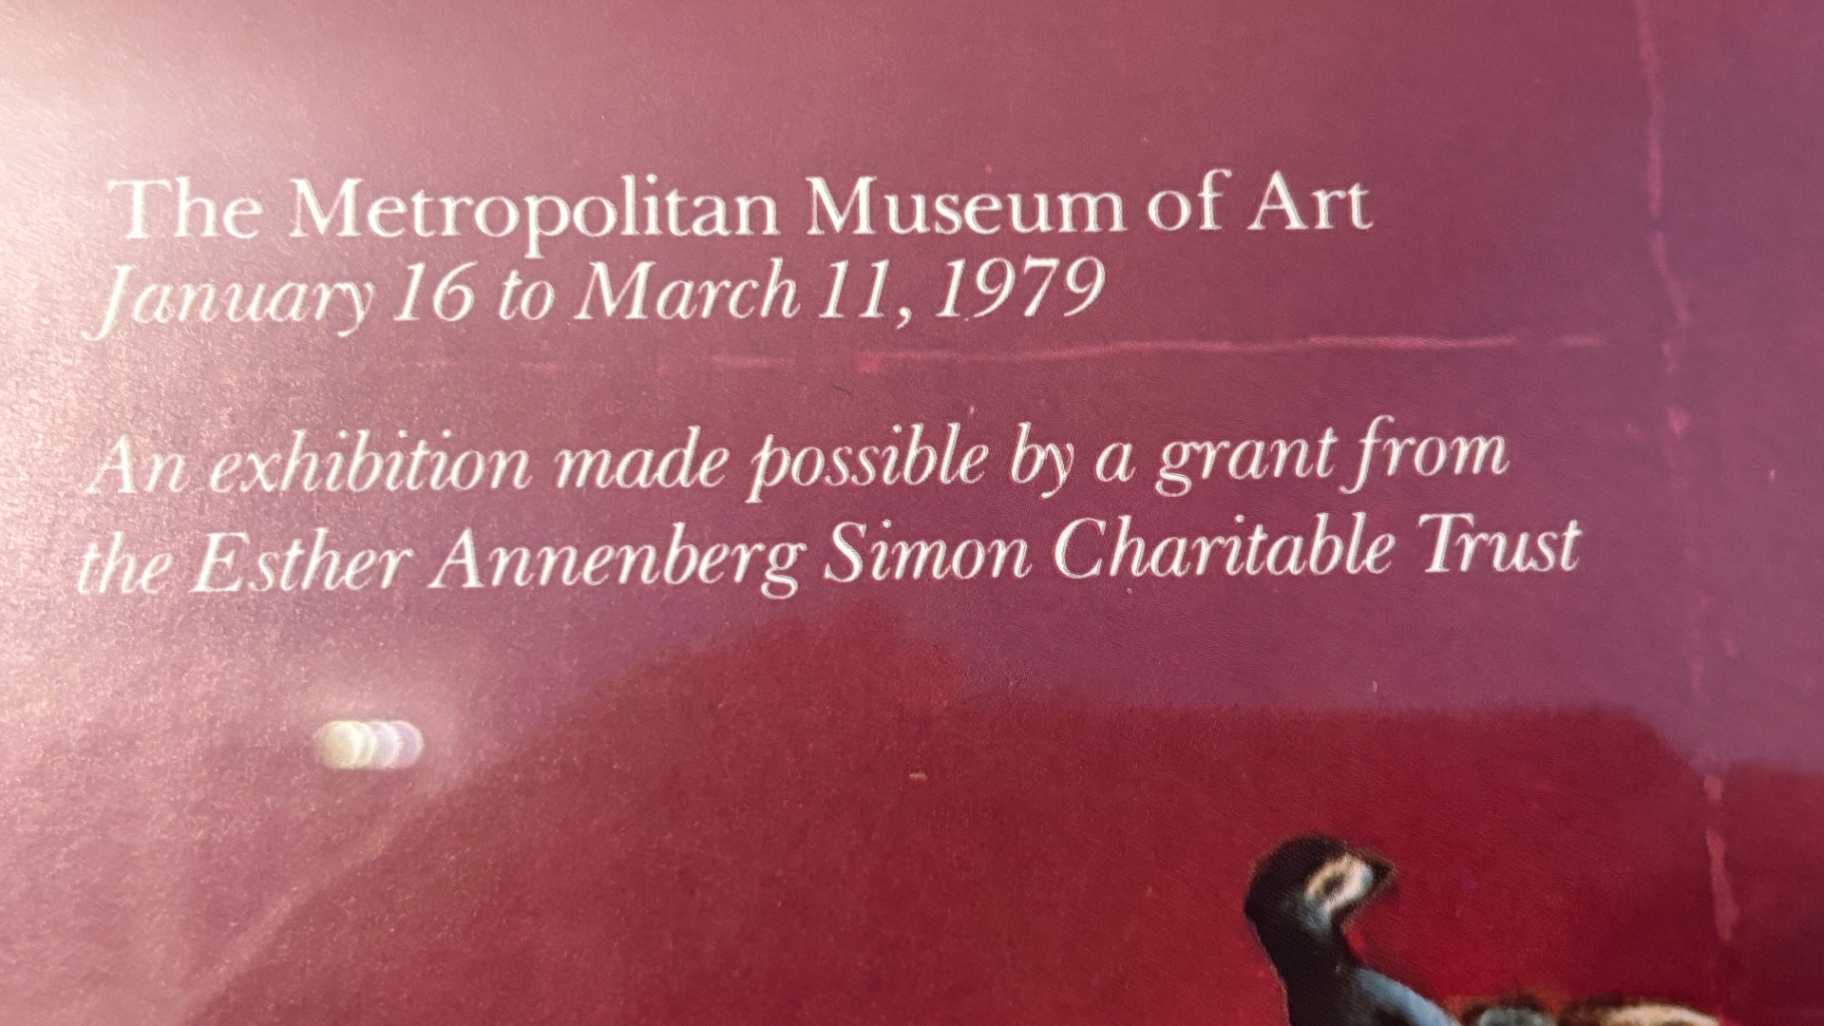 The Metropolitan Museum of Art
January 16 to March 11, 1979
An exhibition made possible by a grant from
the Esther Annenberg Simon Charitable Trust